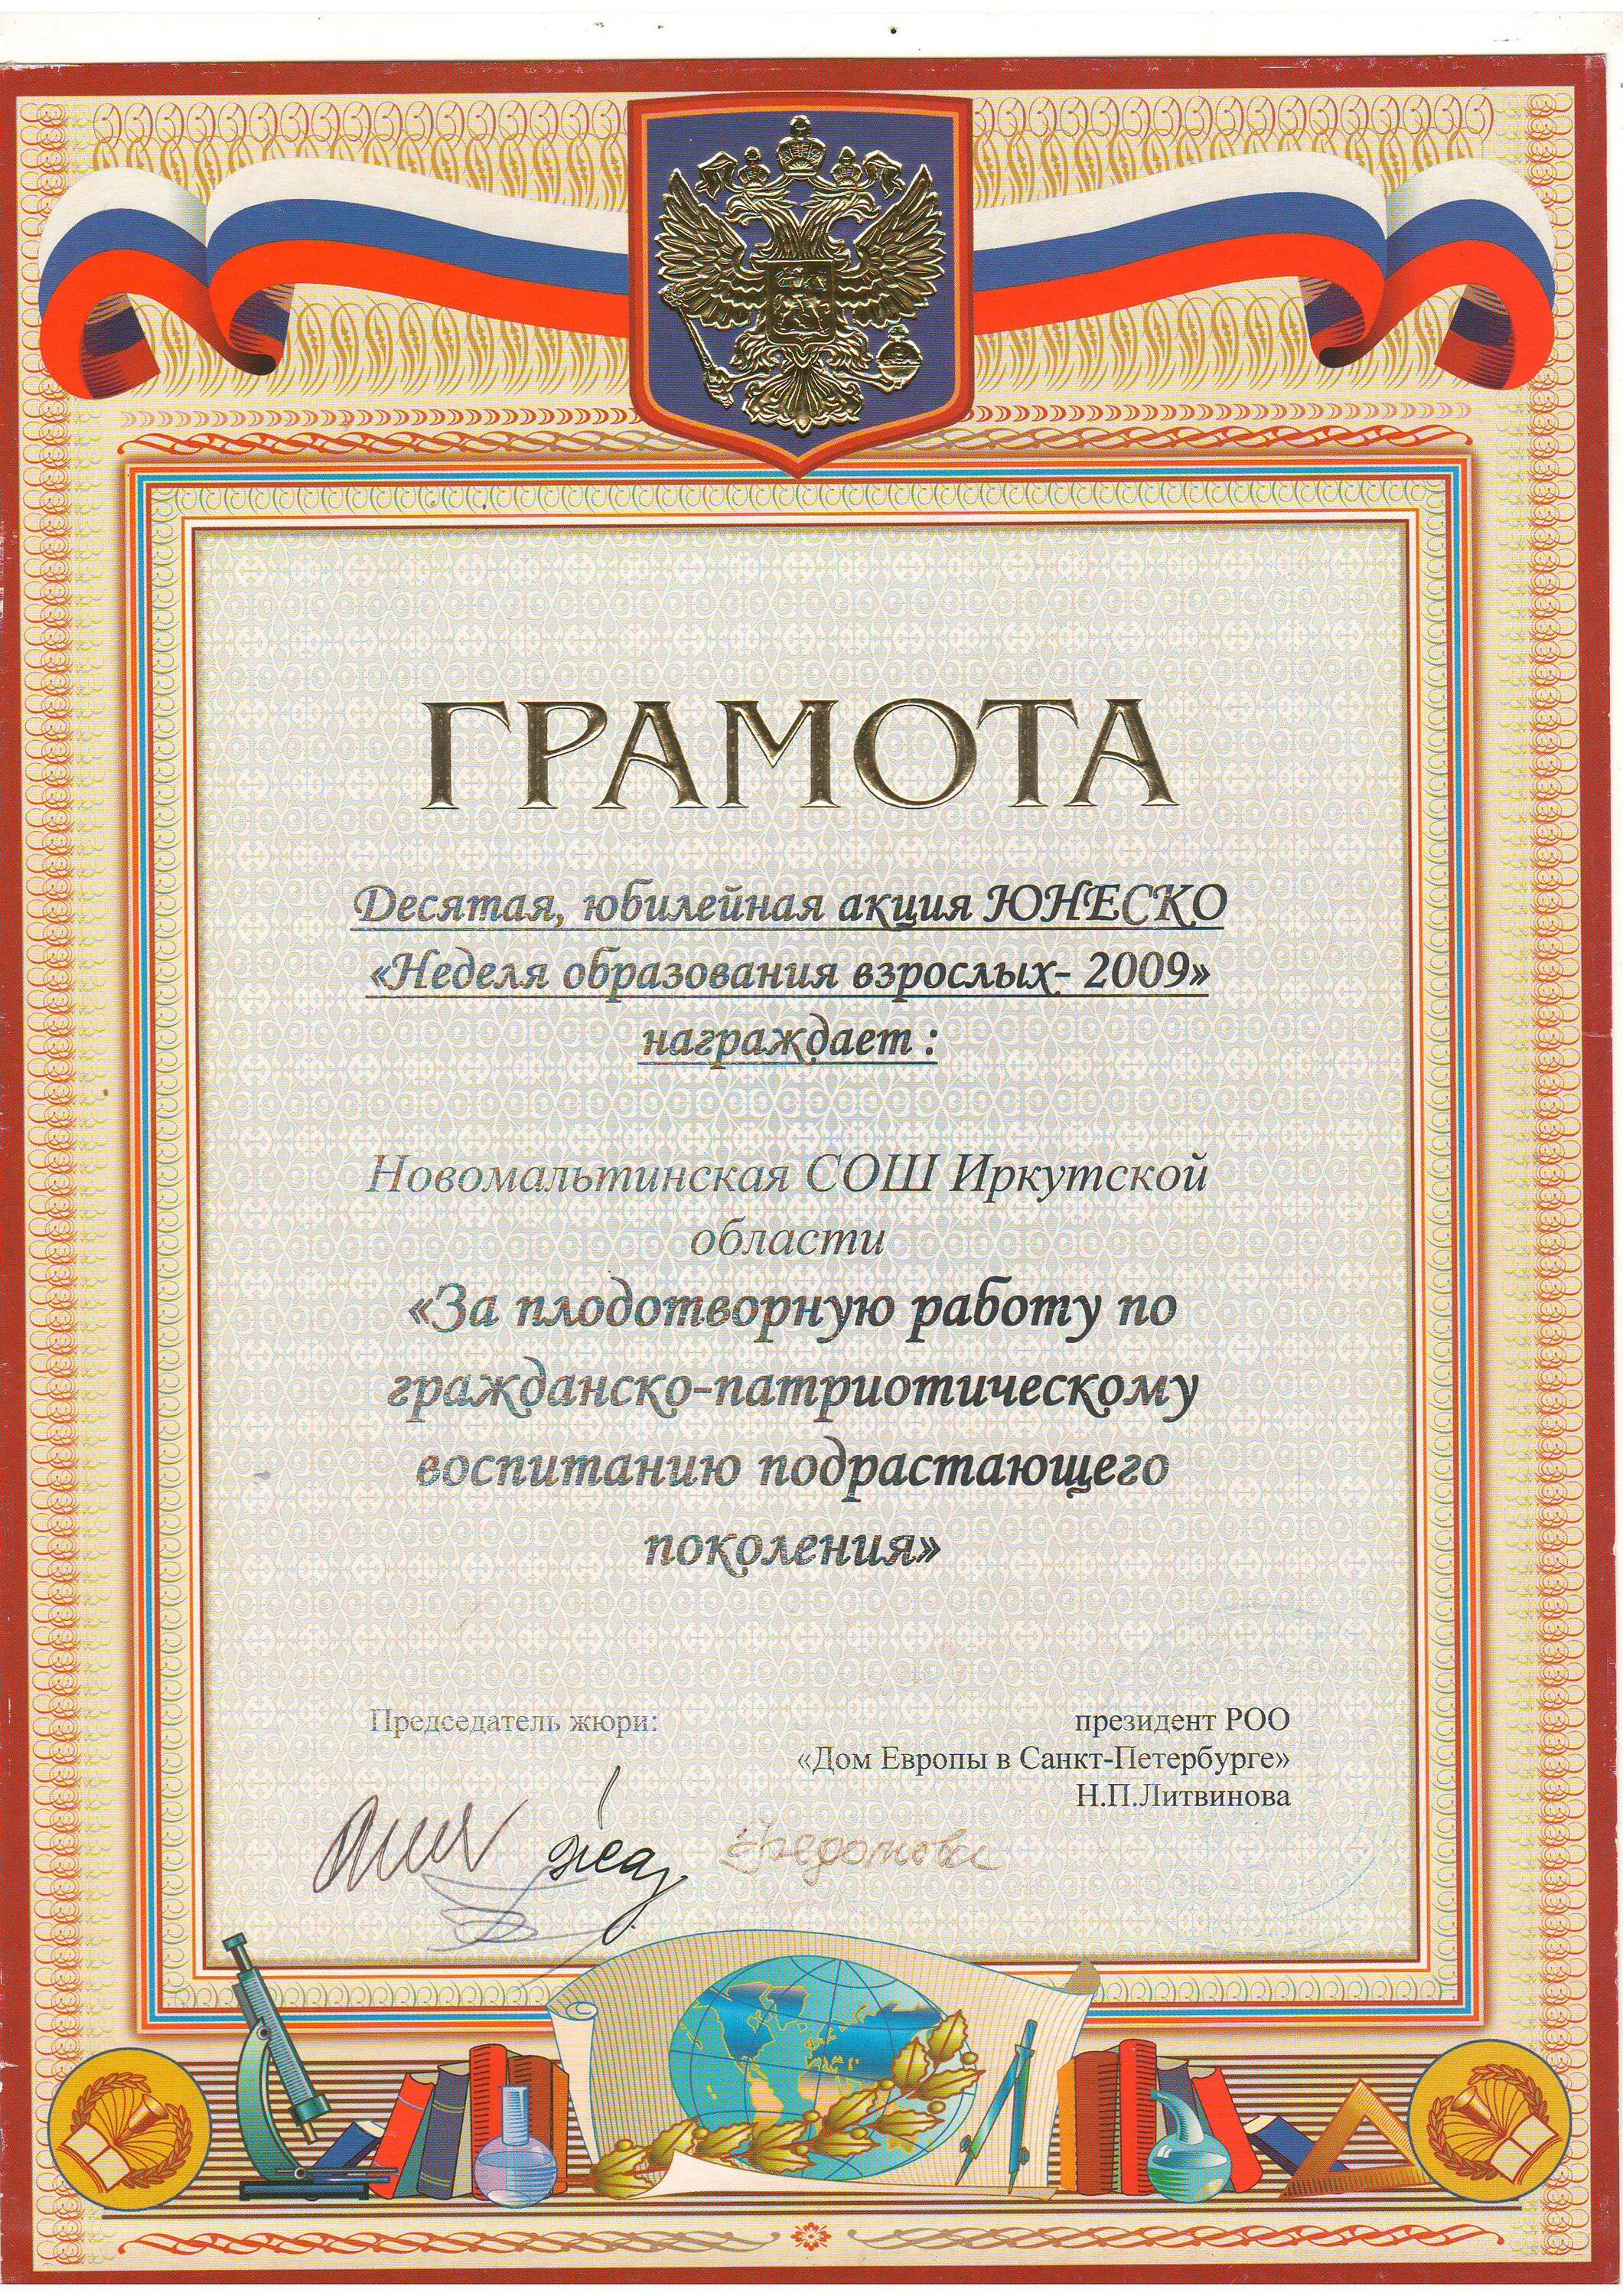 ГРАМОТА
Десятая, юбилейная акция ЮНЕСКО
«Неделя образования взрослых- 2009»
награждает :
Новомальтинская СОШ Иркутской
области
«За плодотворную работу по
гражданско-патриотическому
воспитанию подрастающего
поколения»
Председатель жюри:
президент РОО
«Дом Европы в Санкт-Петербурге»
Н.П.Литвинова